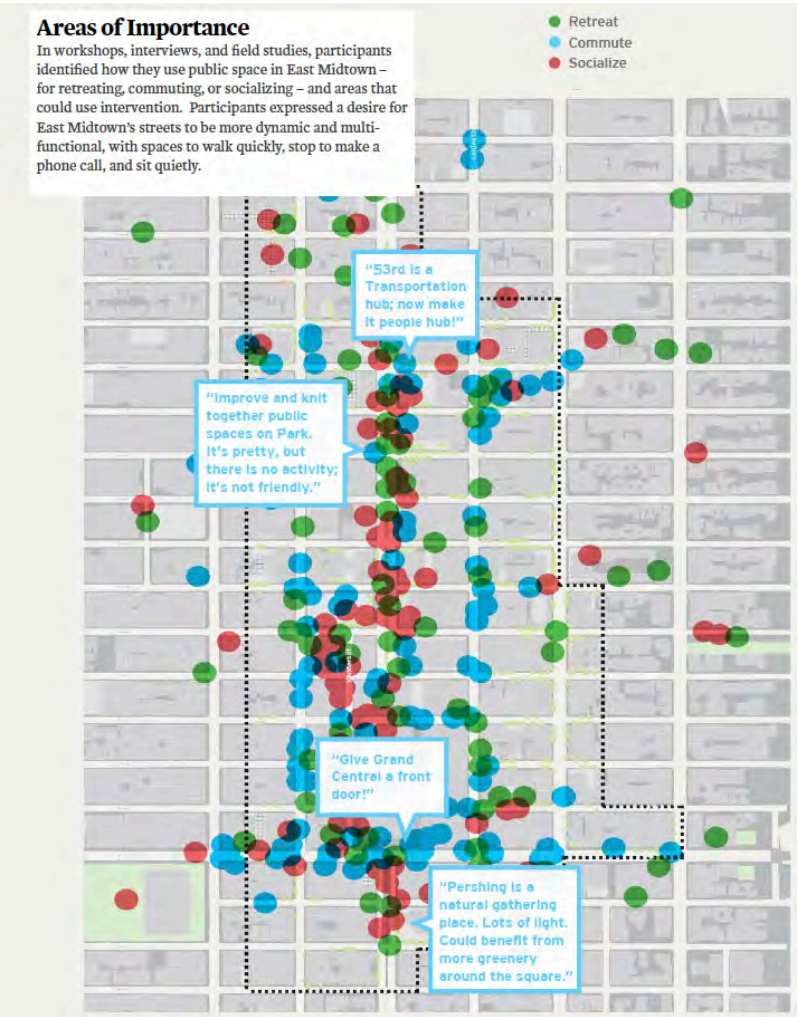 Areas of Importance
In workshops, interviews, and field studies, participants
identified how they use public space in East Midtown –
for retreating, commuting, or socializing – and areas that
could use intervention.  Participants expressed a desire for
East Midtown's streets to be more dynamic and multi-
functional, with spaces to walk quickly, stop to make a
phone call, and sit quietly.
Retreat
Commute
Socialize
"53rd is a
Transportation
hub; now make
it people hub!"
"Improve and knit
together public
spaces on Park.
It's pretty, but
there is no activity;
it's not friendly."
"Give Grand
Central a front
door!"
"Pershing is a
natural gathering
place. Lots of light.
Could benefit from
more greenery
around the square."